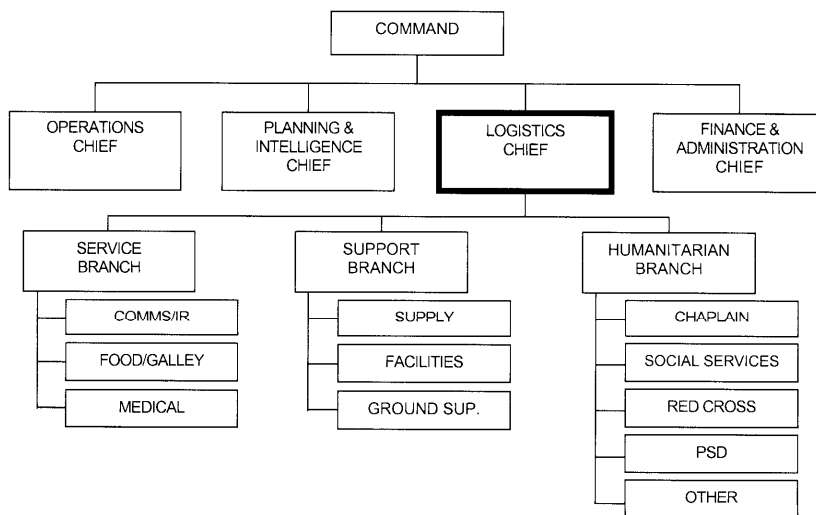 COMMAND
OPERATIONS
CHIEF
PLANNING &
INTELLIGENCE
CHIEF
LOGISTICS
CHIEF
FINANCE &
ADMINISTRATION
CHIEF
SERVICE
BRANCH
COMMS/IR
FOOD/GALLEY
MEDICAL
SUPPORT
BRANCH
SUPPLY
FACILITIES
GROUND SUP.
HUMANITARIAN
BRANCH
CHAPLAIN
SOCIAL SERVICES
RED CROSS
PSD
OTHER